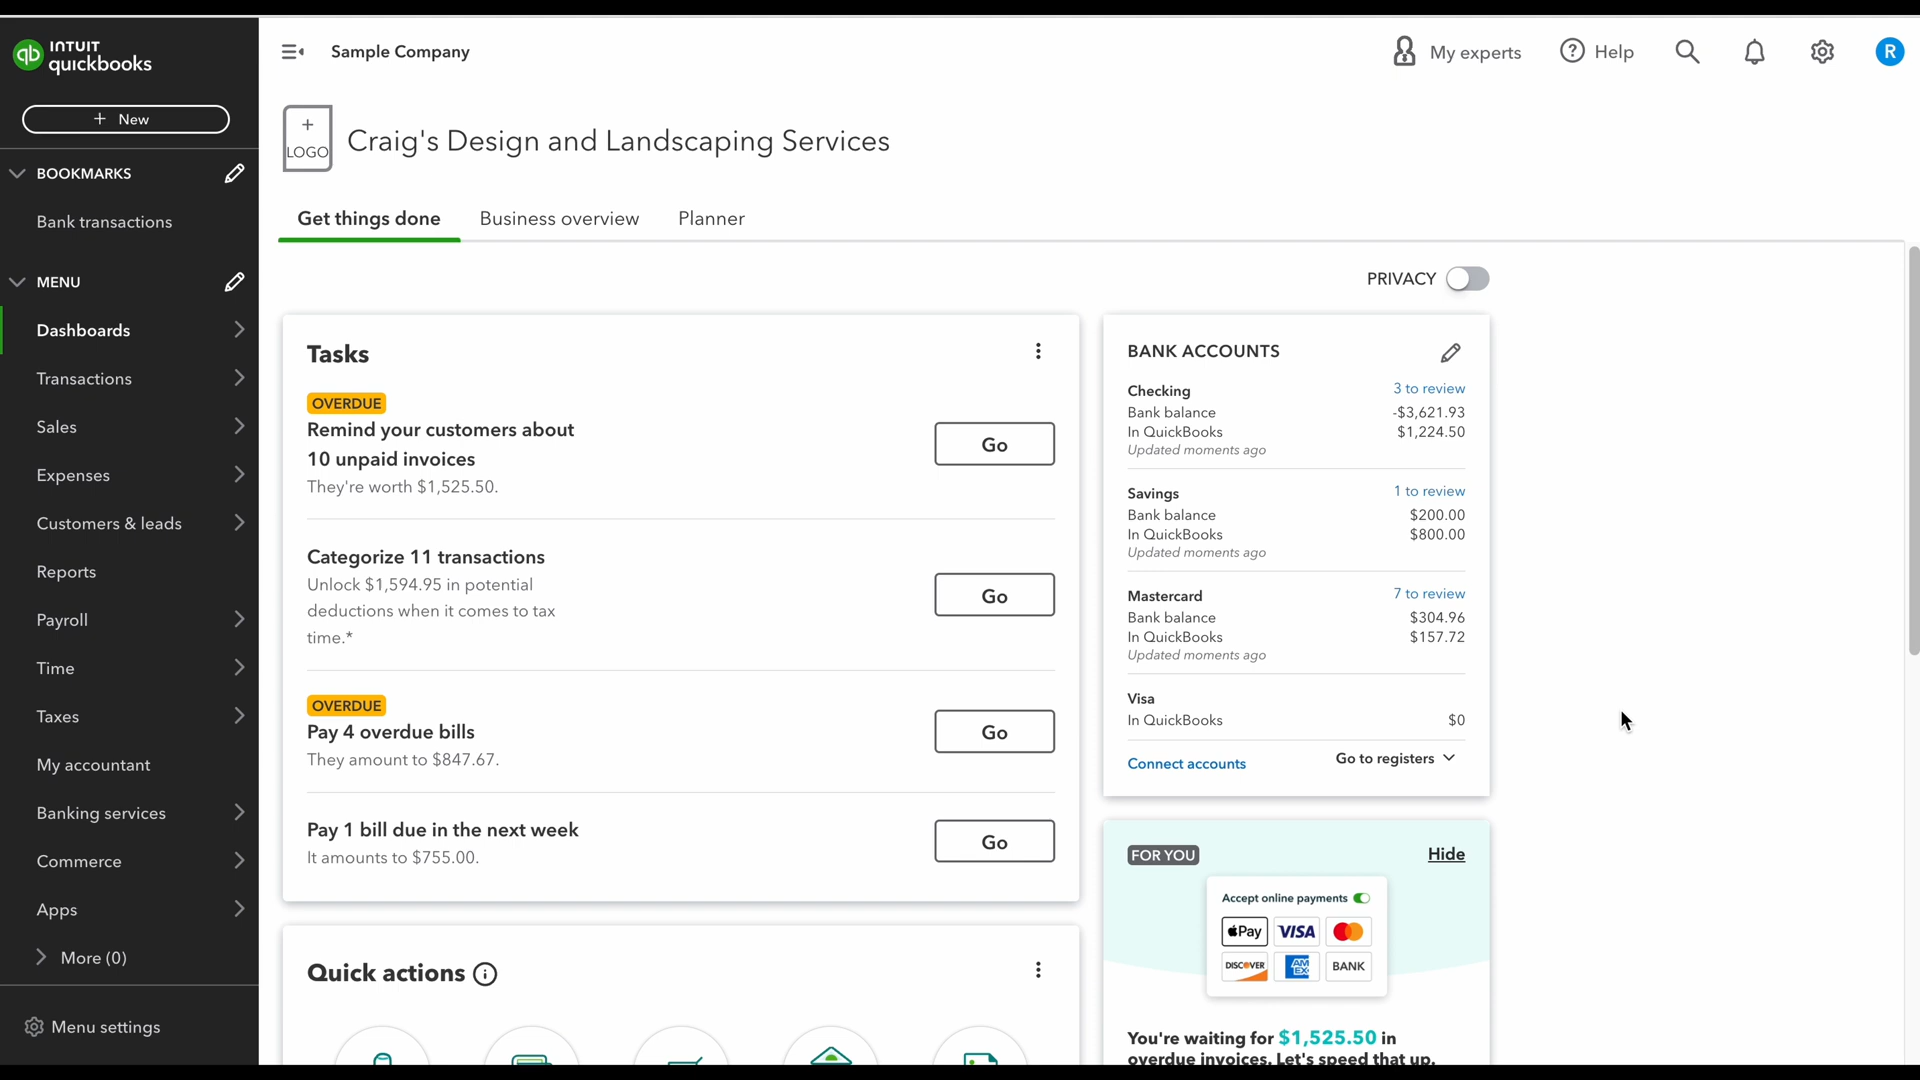 INTUIT
quickbooks
+ New
BOOKMARKS
Bank transactions
MENU
Dashboards
Transactions
Sales
Expenses
Customers & leads
Reports
Payroll
Time
Taxes
My accountant
Banking services
Commerce
Apps
More (0)
Menu settings
Sample Company
My experts
Help
R
+
LOGO
Craig's Design and Landscaping Services
Get things done
Business overview
Planner
PRIVACY
Tasks
OVERDUE
Remind your customers about
10 unpaid invoices
They're worth $1,525.50.
Go
Categorize 11 transactions
Unlock $1,594.95 in potential
deductions when it comes to tax
time.*
Go
OVERDUE
Pay 4 overdue bills
They amount to $847.67.
Go
Pay 1 bill due in the next week
It amounts to $755.00.
Go
Quick actions
BANK ACCOUNTS
Checking 3 to review
Bank balance -$3,621.93
In QuickBooks $1,224.50
Updated moments ago
Savings 1 to review
Bank balance $200.00
In QuickBooks $800.00
Updated moments ago
Mastercard 7 to review
Bank balance $304.96
In QuickBooks $157.72
Updated moments ago
Visa
In QuickBooks $0
Connect accounts Go to registers
FOR YOU Hide
Accept online payments
Pay VISA
DISCOVER AM EX BANK
You're waiting for $1,525.50 in
overdue invoices. Let's speed that up.